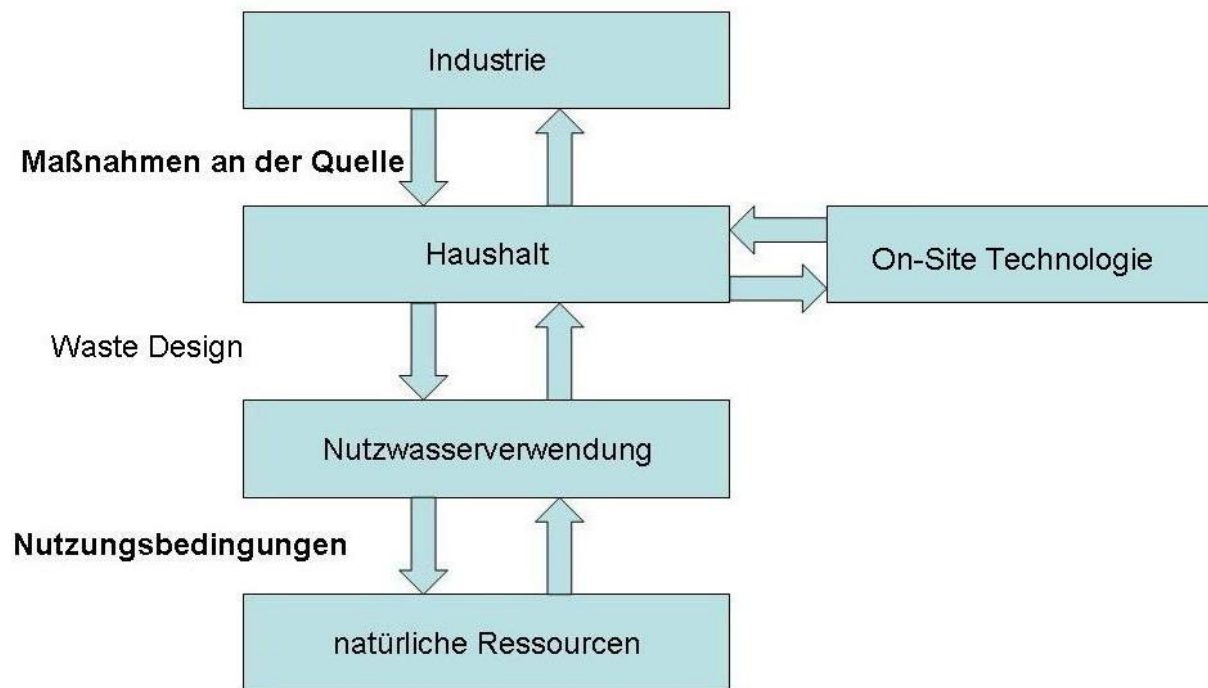 Industrie
Maßnahmen an der Quelle
Haushalt
On-Site Technologie
Waste Design
Nutzwasserverwendung
Nutzungsbedingungen
natürliche Ressourcen